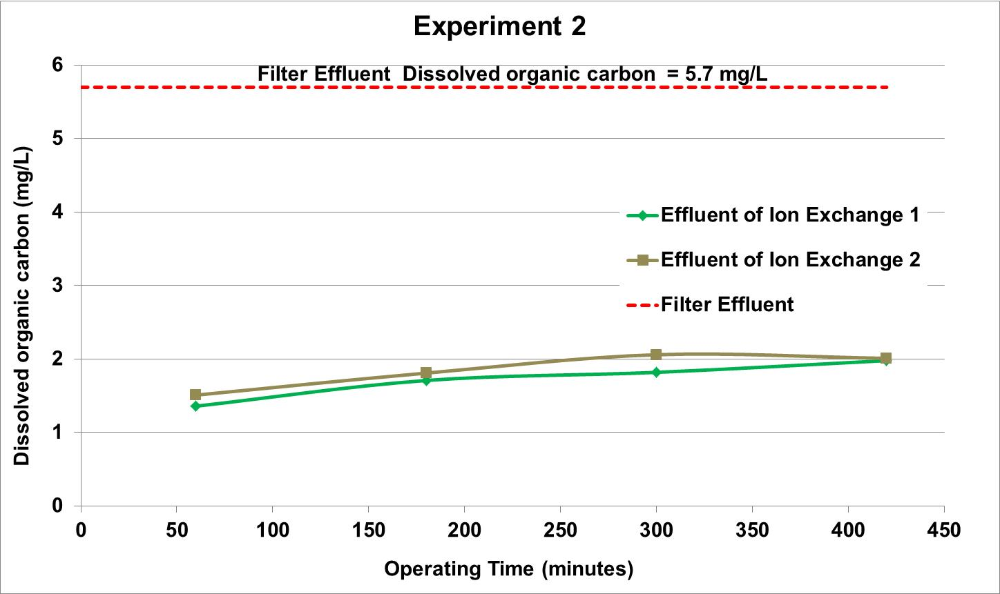 Experiment 2
Filter Effluent  Dissolved organic carbon  = 5.7 mg/L
6
5
4
3
2
1
0
Dissolved organic carbon (mg/L)
Effluent of Ion Exchange 1
Effluent of Ion Exchange 2
Filter Effluent
0 50 100 150 200 250 300 350 400 450
Operating Time (minutes)